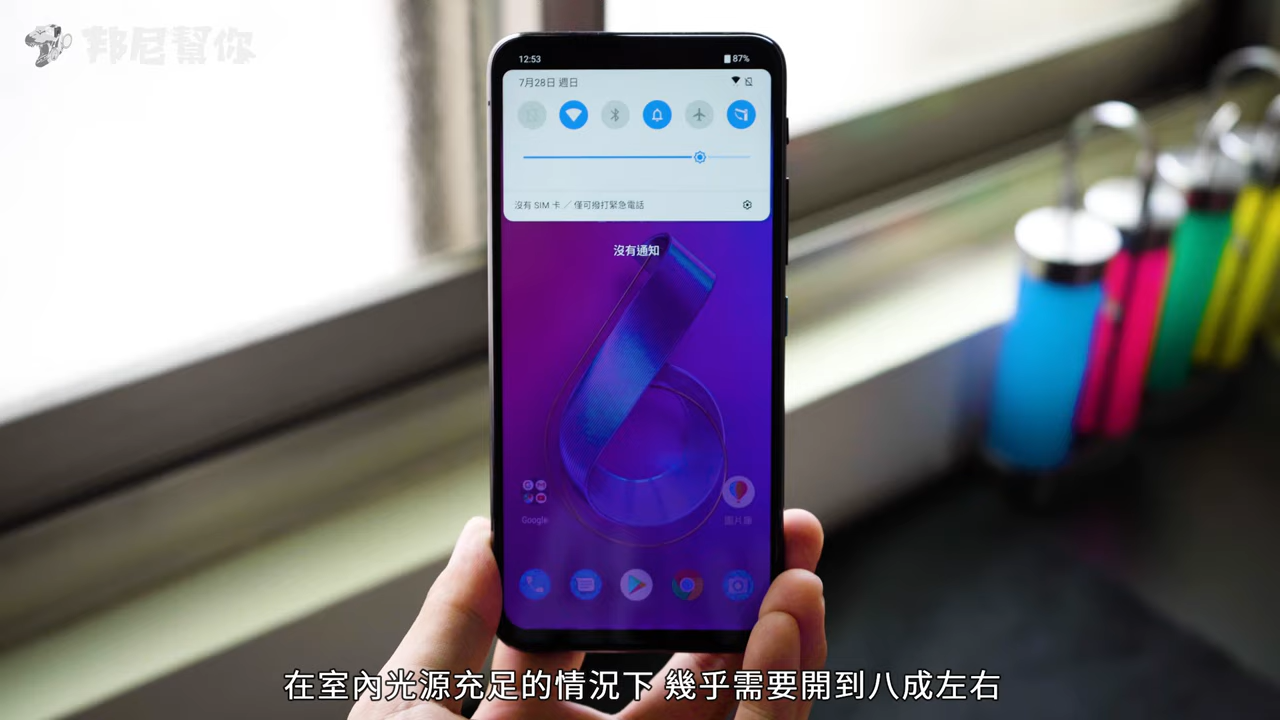 邦尼幫你
12:53
87%
7月28日 週日
沒有 SIM 卡 ／ 僅可撥打緊急電話
沒有通知
Google
圖片庫
在室內光源充足的情況下 幾乎需要開到八成左右